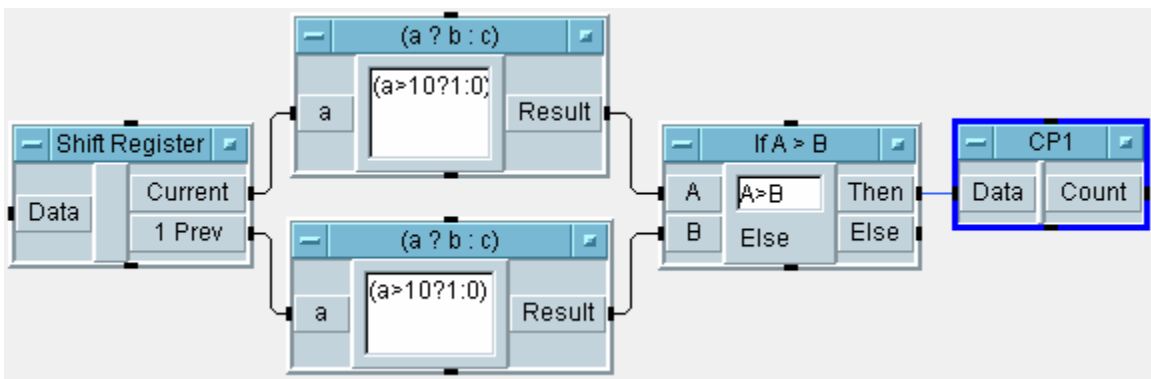 (a ? b : c)
a
(a>10?1:0)
Result
Shift Register
Data
Current
1 Prev
(a ? b : c)
a
(a>10?1:0)
Result
If A > B
A
B
A>B
Else
Then
Else
CP1
Data
Count